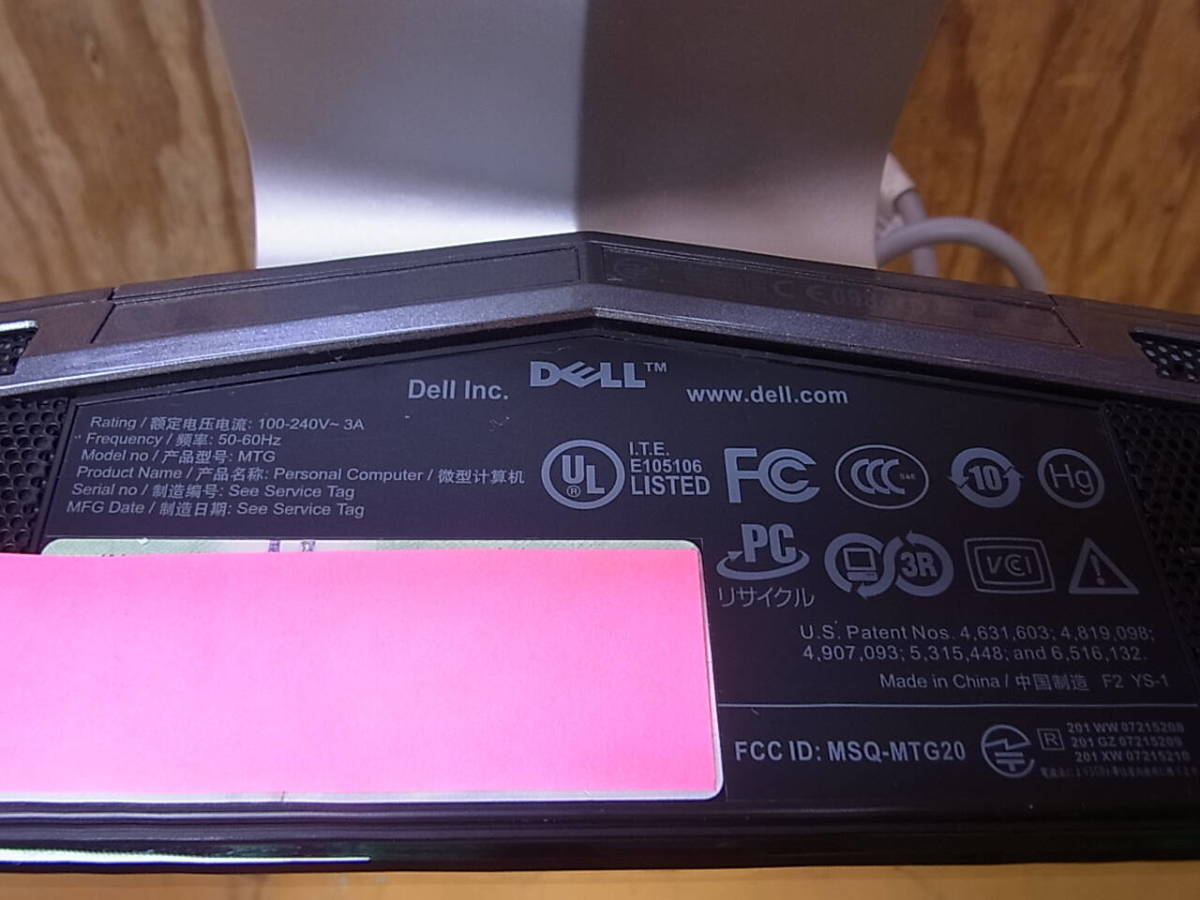 CE0984
Dell Inc. DELL™ www.dell.com
Rating / 额定电压电流: 100-240V~ 3A
Frequency / 频率: 50-60Hz
Model no / 产品型号: MTG
Product Name / 产品名称: Personal Computer / 微型计算机
Serial no / 制造编号: See Service Tag
MFG Date / 制造日期: See Service Tag
UL ® I.T.E.
E105106
LISTED
FC CCC S&E 10 Hg
PC
リサイクル
3R VCCI
U.S. Patent Nos. 4,631,603; 4,819,098;
4,907,093; 5,315,448; and 6,516,132.
Made in China / 中国制造 F2 YS-1
FCC ID: MSQ-MTG20
R 201 WW 07215208
201 GZ 07215209
201 XW 07215210